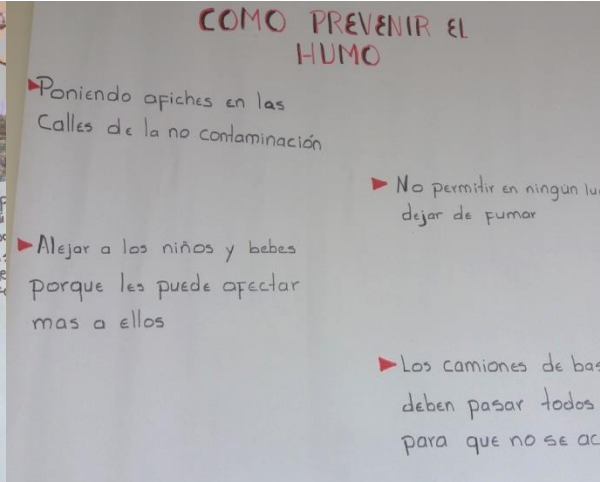 COMO PREVENIR EL
HUMO
Poniendo afiches en las
Calles de la no contaminación
Alejar a los niños y bebes
porque les puede afectar
mas a ellos
No permitir en ningun
dejar de fumar
Los camiones de
deben pasar todos
para que no se